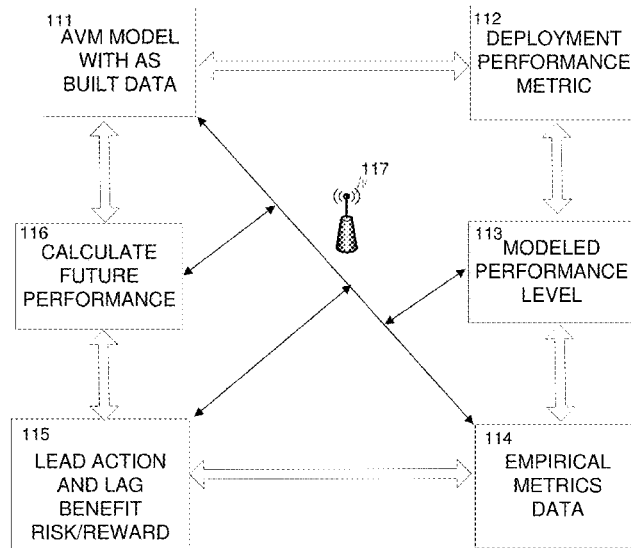 111
AVM MODEL
WITH AS
BUILT DATA
112
DEPLOYMENT
PERFORMANCE
METRIC
117
116
CALCULATE
FUTURE
PERFORMANCE
113
MODELED
PERFORMANCE
LEVEL
115
LEAD ACTION
AND LAG
BENEFIT
RISK/REWARD
114
EMPIRICAL
METRICS
DATA